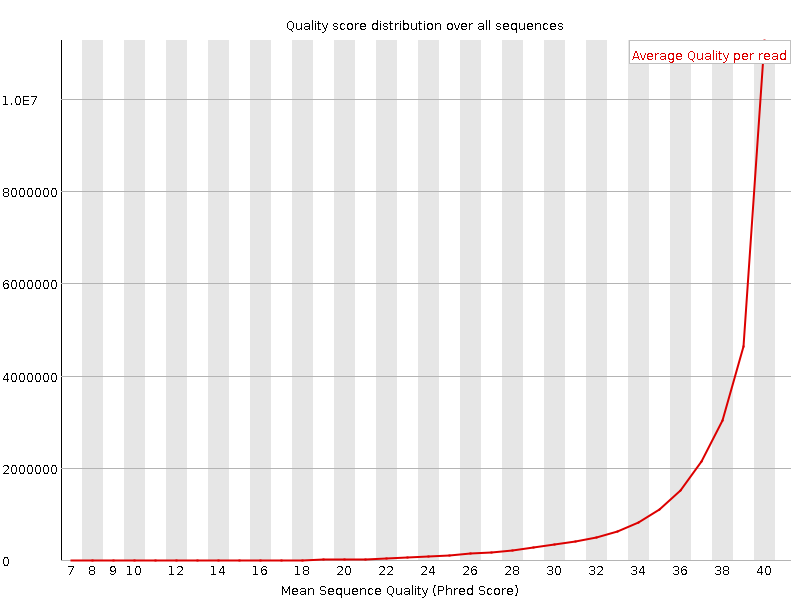 Quality score distribution over all sequences
Average Quality per read
1.0E7
8000000
6000000
4000000
2000000
0
7 8 9 10 12 14 16 18 20 22 24 26 28 30 32 34 36 38 40
Mean Sequence Quality (Phred Score)